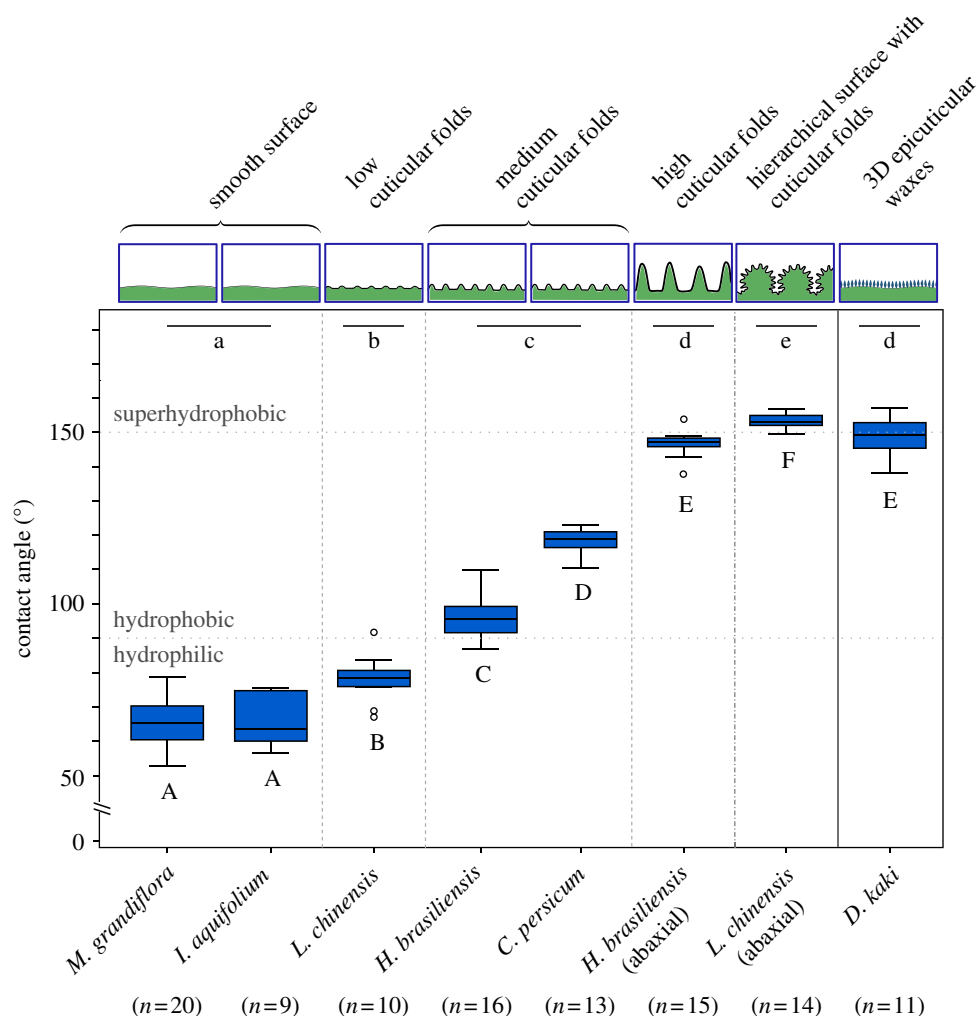 smooth surface
low
cuticular folds
medium
cuticular folds
high
cuticular folds
hierarchical surface with
cuticular folds
3D epicuticular
waxes
a
b
c
d
e
d
superhydrophobic
150
F
E
E
contact angle (°)
D
100
hydrophobic
hydrophilic
C
B
50
A
A
0
M. grandiflora
I. aquifolium
L. chinensis
H. brasiliensis
C. persicum
H. brasiliensis
(abaxial)
L. chinensis
(abaxial)
D. kaki
(n=20)
(n=9)
(n=10)
(n=16)
(n=13)
(n=15)
(n=14)
(n=11)